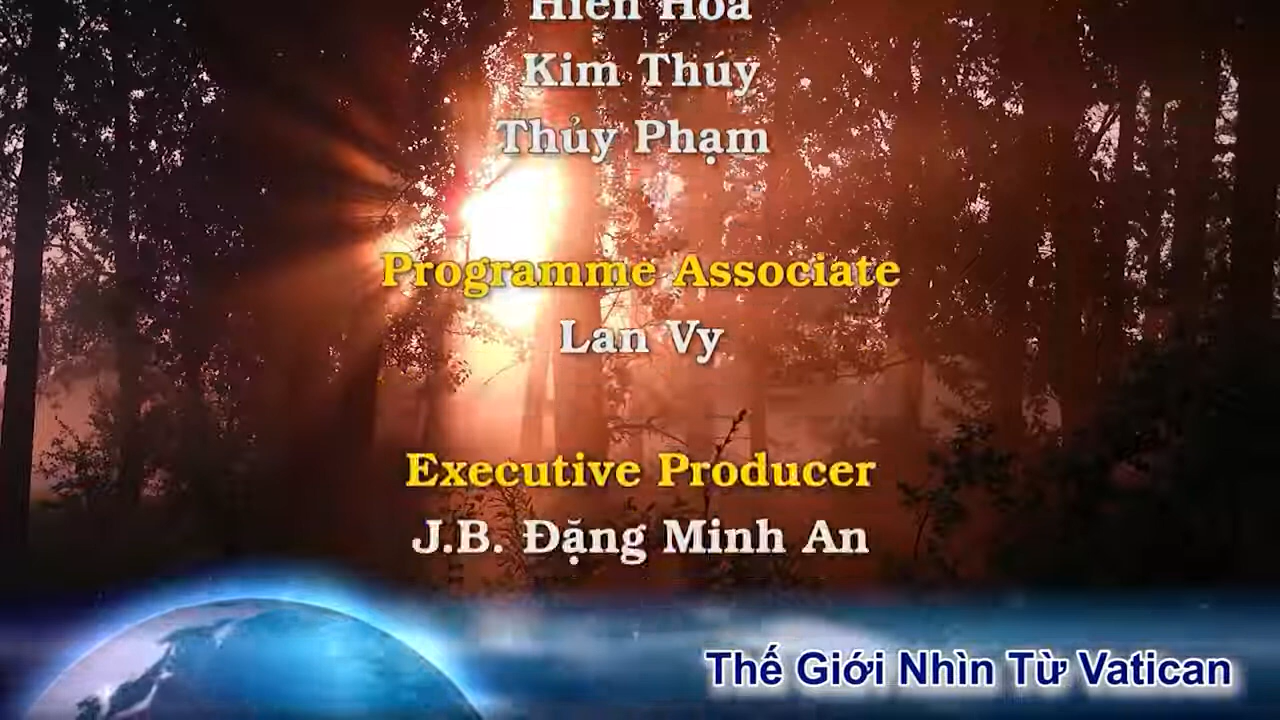 Kim Thúy
Thủy Phạm
Programme Associate
Lan Vy
Executive Producer
J.B. Đặng Minh An
Thế Giới Nhìn Từ Vatican